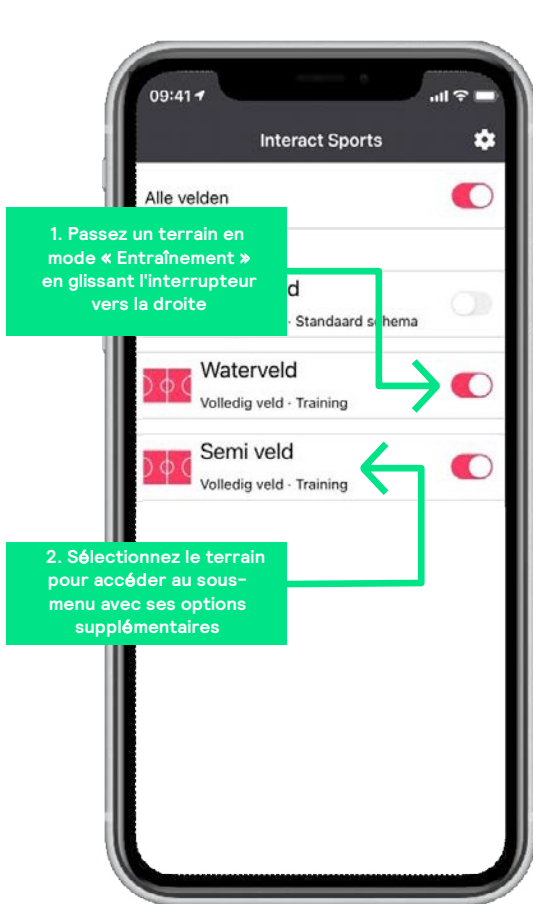 09:41
Interact Sports
Alle velden
1. Passez un terrain en
mode « Entraînement »
en glissant l'interrupteur
vers la droite
d
· Standaard schema
Waterveld
Volledig veld · Training
Semi veld
Volledig veld · Training
2. Sélectionnez le terrain
pour accéder au sous-
menu avec ses options
supplémentaires